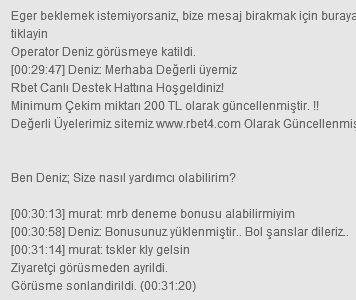 Eger beklemek istemiyorsaniz, bize mesaj birakmak için buraya
tiklayin
Operator Deniz görüsmeye katildi.
[00:29:47] Deniz: Merhaba Değerli üyemiz
Rbet Canlı Destek Hattına Hoşgeldiniz!
Minimum Çekim miktarı 200 TL olarak güncellenmiştir. !!
Değerli Üyelerimiz sitemiz www.rbet4.com Olarak Güncellenmiş
Ben Deniz; Size nasıl yardımcı olabilirim?
[00:30:13] murat: mrb deneme bonusu alabilirmiyim
[00:30:58] Deniz: Bonusunuz yüklenmiştir.. Bol şanslar dileriz..
[00:31:14] murat: tskler kly gelsin
Ziyaretçi görüsmeden ayrildi.
Görüsme sonlandirildi. (00:31:20)